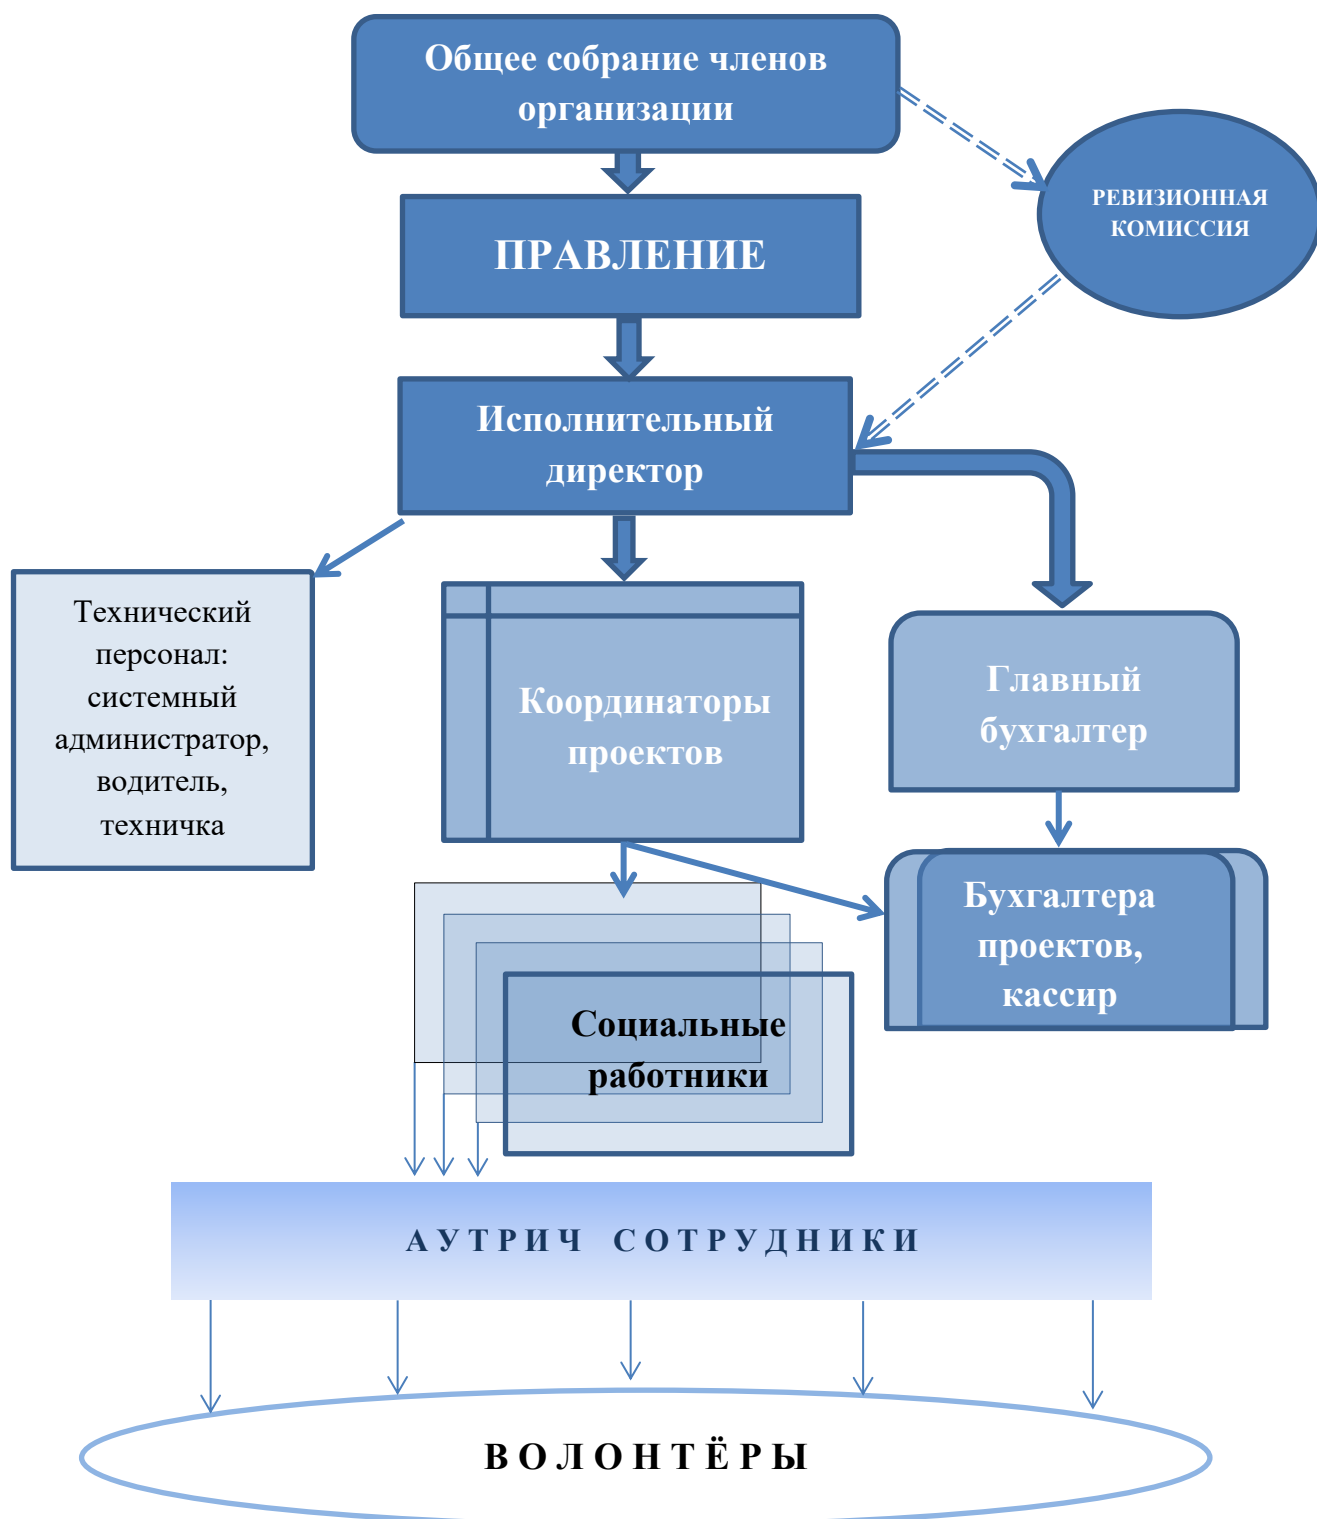 Общее собрание членов
организации
РЕВИЗИОННАЯ
КОМИССИЯ
ПРАВЛЕНИЕ
Исполнительный
директор
Технический
персонал:
системный
администратор,
водитель,
техничка
Координаторы
проектов
Главный
бухгалтер
Бухгалтера
проектов,
кассир
Социальные
работники
АУТРИЧ СОТРУДНИКИ
ВОЛОНТЁРЫ